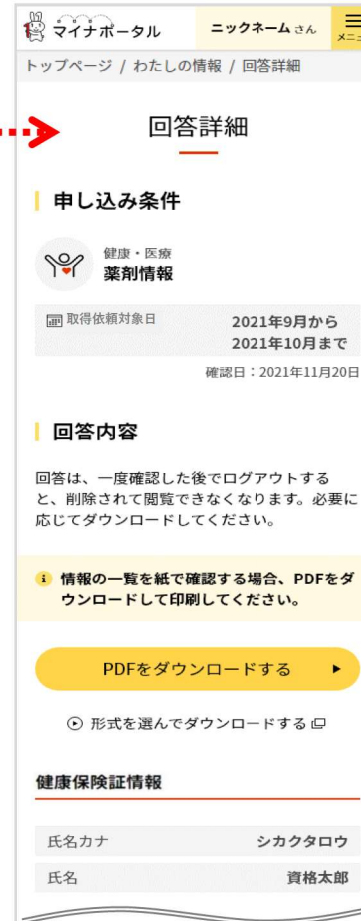 マイナポータル
ニックネーム さん
メニュー
トップページ / わたしの情報 / 回答詳細
回答詳細
申し込み条件
健康・医療
薬剤情報
取得依頼対象日
2021年9月から
2021年10月まで
確認日：2021年11月20日
回答内容
回答は、一度確認した後でログアウトする
と、削除されて閲覧できなくなります。必要に
応じてダウンロードしてください。
情報の一覧を紙で確認する場合、PDFをダ
ウンロードして印刷してください。
PDFをダウンロードする
形式を選んでダウンロードする
健康保険証情報
氏名カナ
シカクタロウ
氏名
資格太郎